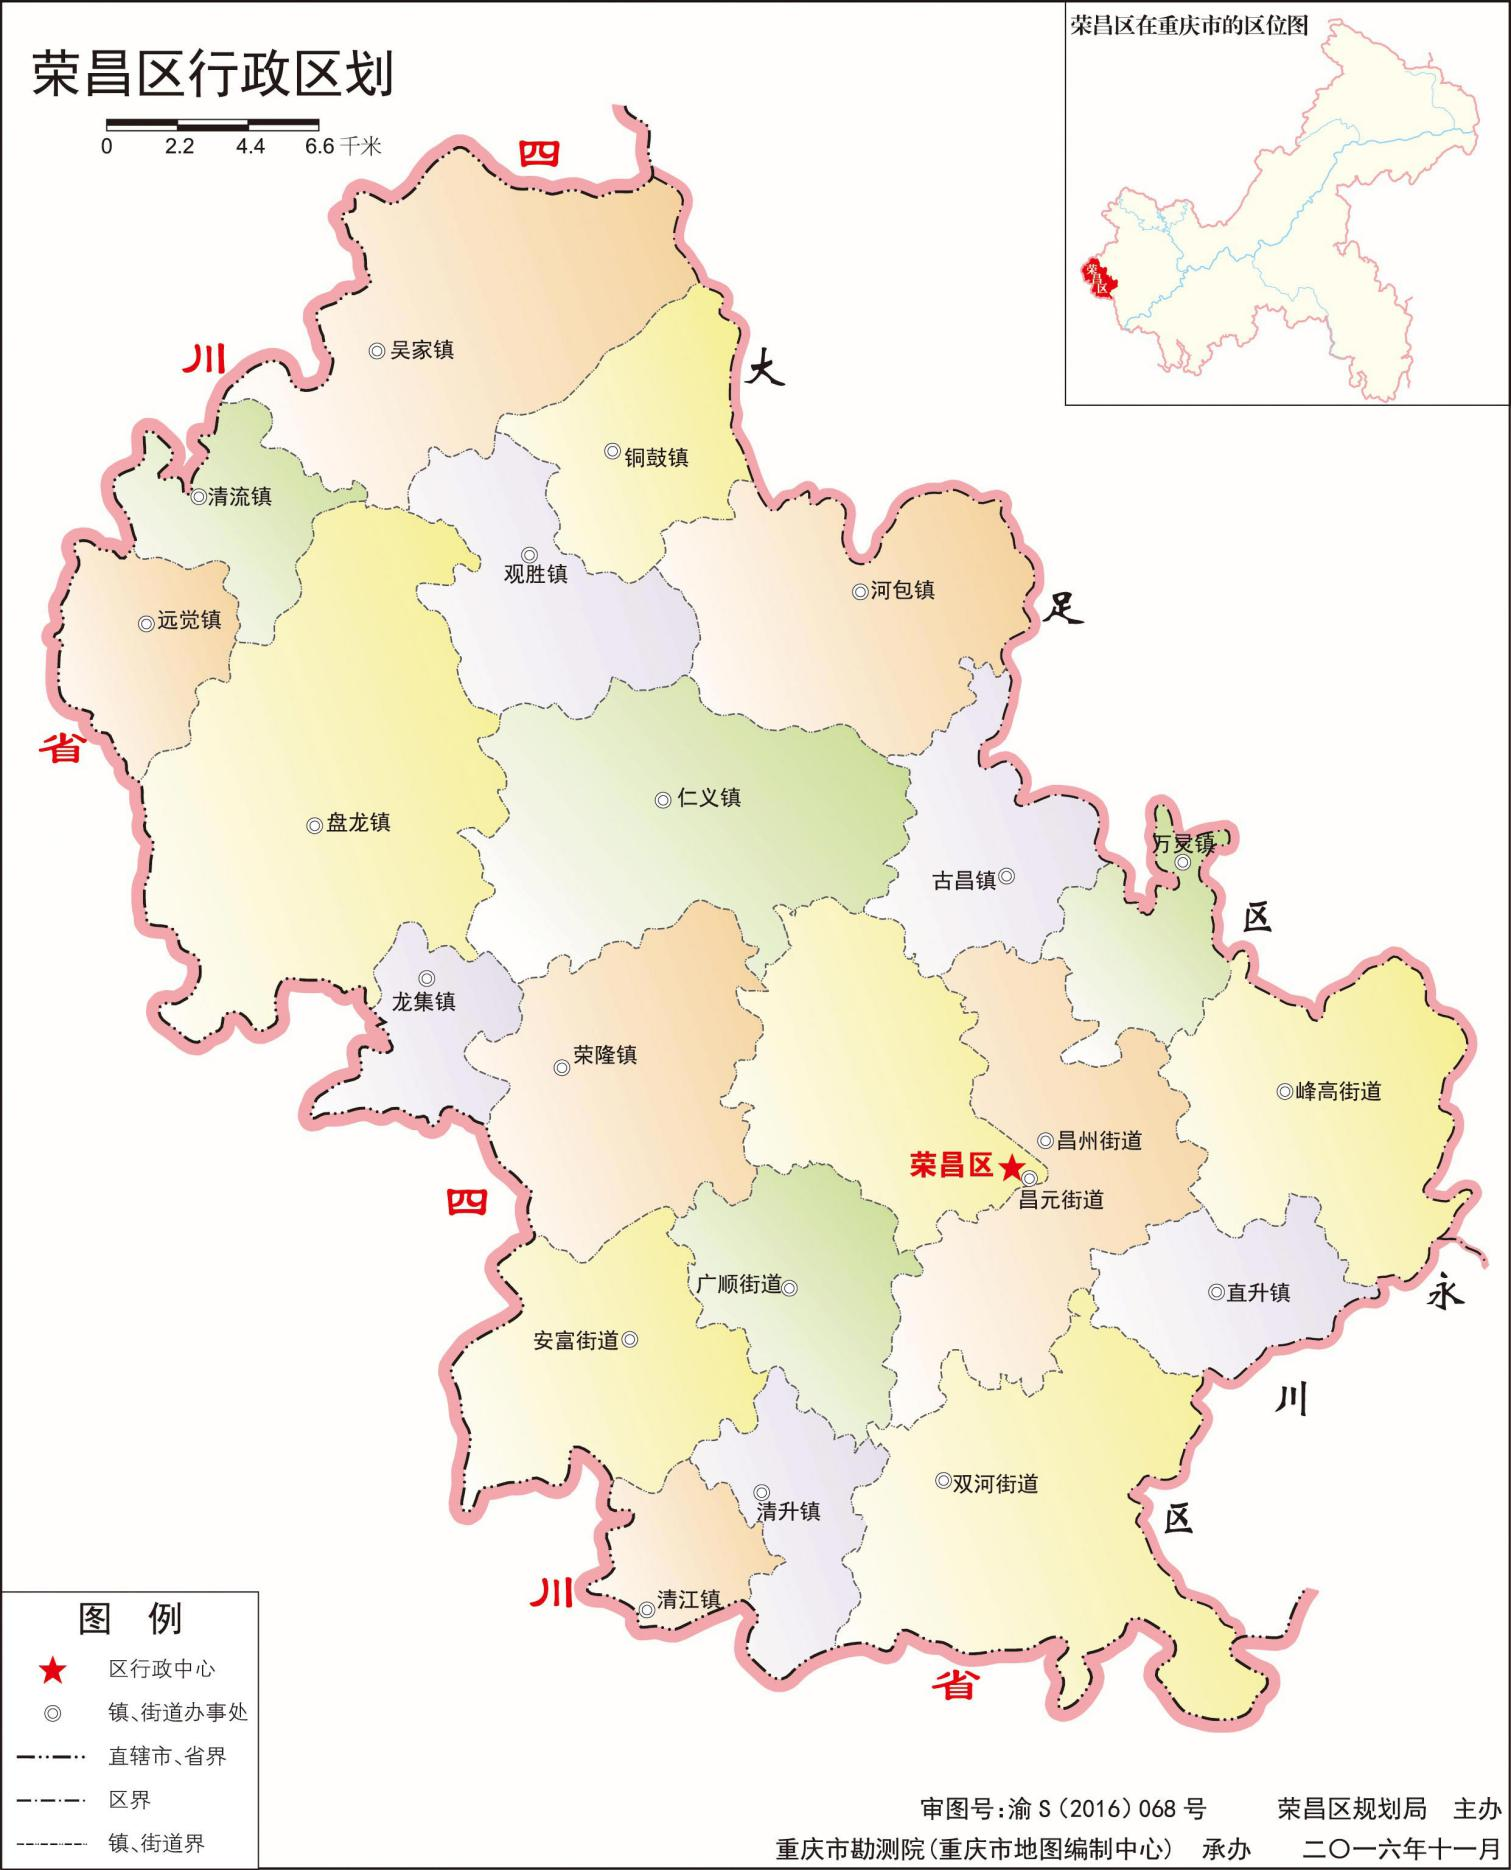 荣昌区行政区划
0 2.2 4.4 6.6 千米
荣昌区在重庆市的区位图
荣昌区
四
川
省
大
足
区
吴家镇
铜鼓镇
清流镇
观胜镇
河包镇
远觉镇
仁义镇
盘龙镇
万灵镇
古昌镇
龙集镇
荣隆镇
峰高街道
昌州街道
荣昌区
昌元街道
四
川
省
永
川
区
广顺街道
直升镇
安富街道
双河街道
清升镇
清江镇
图 例
区行政中心
镇、街道办事处
直辖市、省界
区界
镇、街道界
审图号:渝 S(2016)068 号 荣昌区规划局 主办
重庆市勘测院(重庆市地图编制中心) 承办 二〇一六年十一月